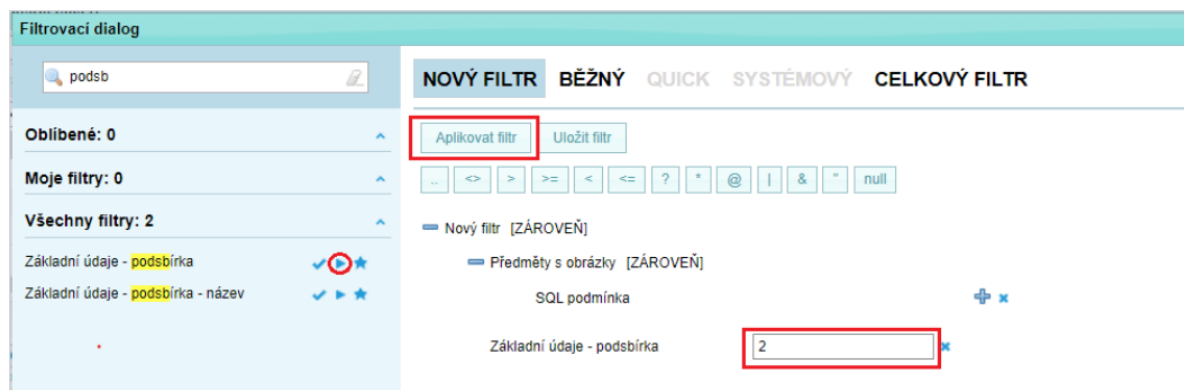 Filtrovací dialog
podsb
Oblíbené: 0
Moje filtry: 0
Všechny filtry: 2
Základní údaje - podsbírka
Základní údaje - podsbírka - název
NOVÝ FILTR BĚŽNÝ QUICK SYSTÉMOVÝ CELKOVÝ FILTR
Aplikovat filtr Uložit filtr
.. <> > >= < <= ? * @ | & " null
Nový filtr [ZÁROVEŇ]
Předměty s obrázky [ZÁROVEŇ]
SQL podmínka
Základní údaje - podsbírka 2